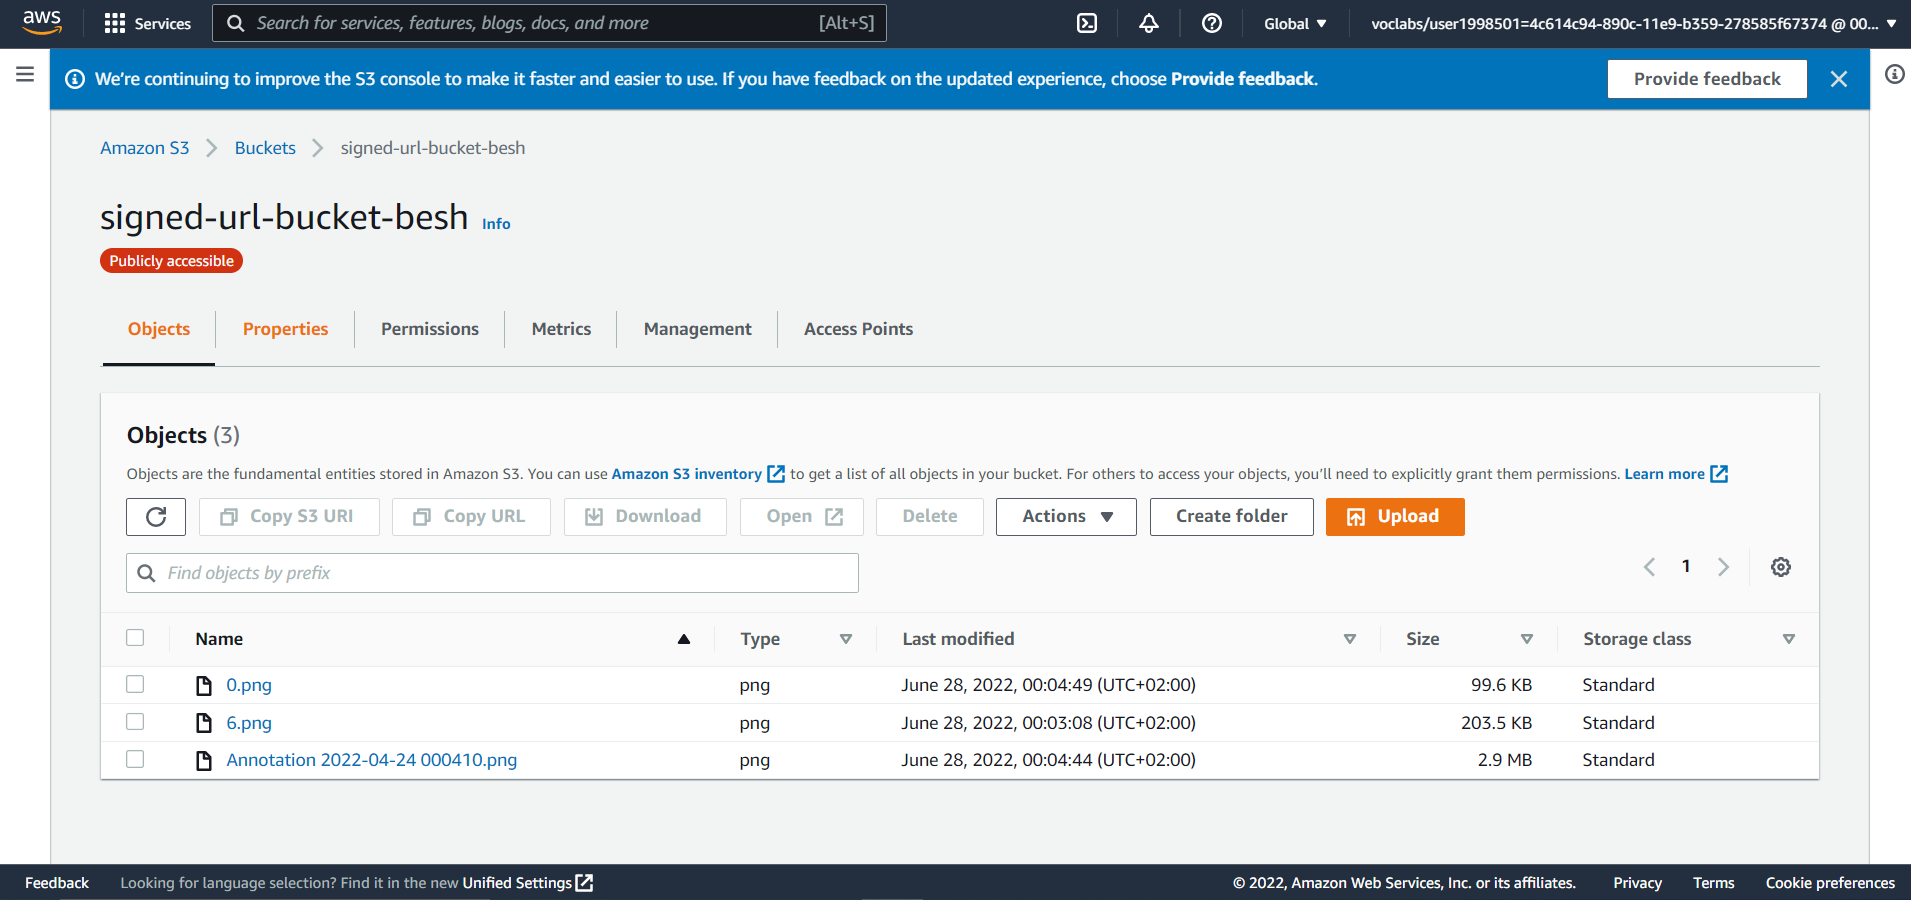 aws
Services
Search for services, features, blogs, docs, and more [Alt+S]
Global
voclabs/user1998501=4c614c94-890c-11e9-b359-278585f67374 @ 00...
We're continuing to improve the S3 console to make it faster and easier to use. If you have feedback on the updated experience, choose Provide feedback.
Provide feedback
Amazon S3 Buckets signed-url-bucket-besh
signed-url-bucket-besh Info
Publicly accessible
Objects Properties Permissions Metrics Management Access Points
Objects (3)
Objects are the fundamental entities stored in Amazon S3. You can use Amazon S3 inventory to get a list of all objects in your bucket. For others to access your objects, you'll need to explicitly grant them permissions. Learn more
Copy S3 URI Copy URL Download Open Delete Actions Create folder Upload
Find objects by prefix
1
Name Type Last modified Size Storage class
0.png png June 28, 2022, 00:04:49 (UTC+02:00) 99.6 KB Standard
6.png png June 28, 2022, 00:03:08 (UTC+02:00) 203.5 KB Standard
Annotation 2022-04-24 000410.png png June 28, 2022, 00:04:44 (UTC+02:00) 2.9 MB Standard
Feedback Looking for language selection? Find it in the new Unified Settings © 2022, Amazon Web Services, Inc. or its affiliates. Privacy Terms Cookie preferences